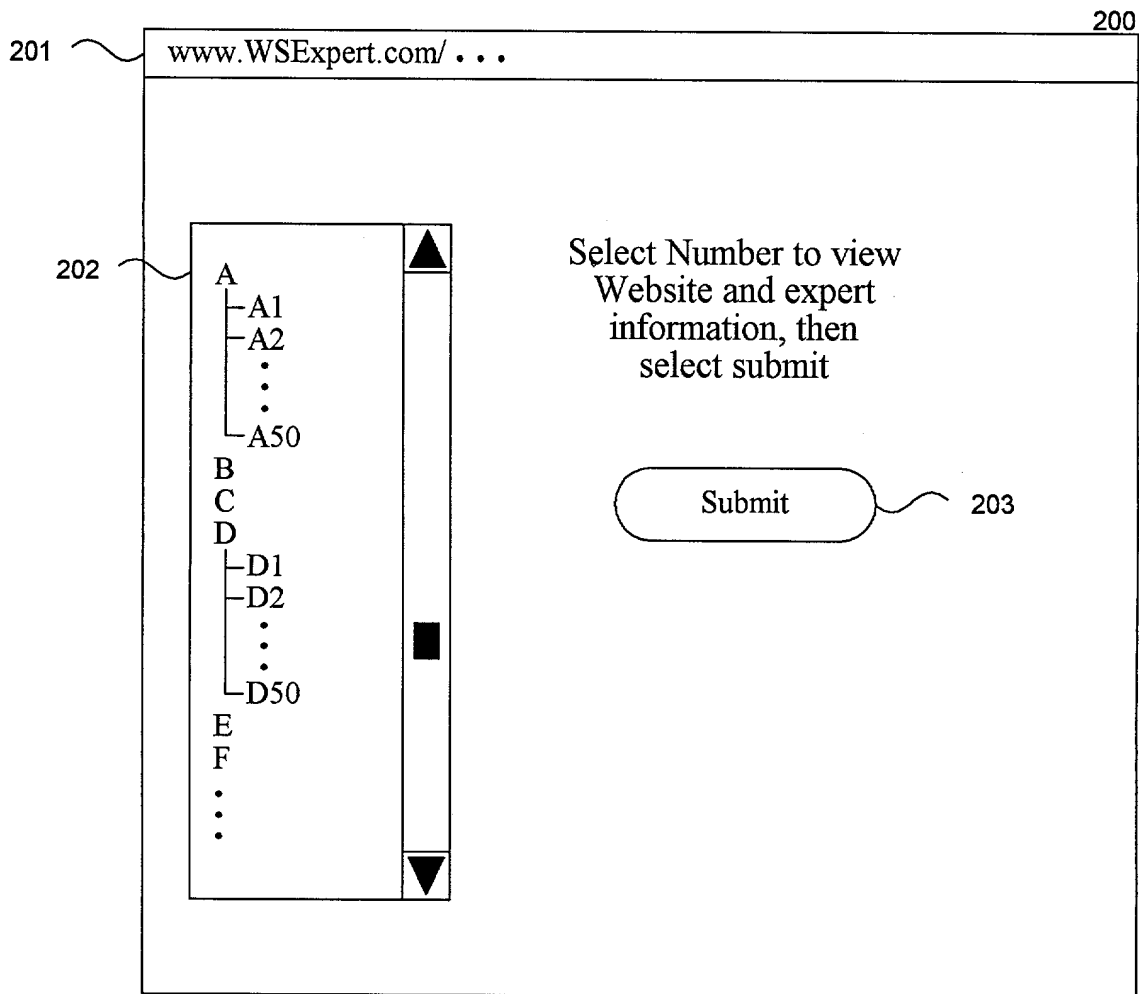 200
201
www.WSExpert.com/ . . .
202
A
A1
A2
A50
B
C
D
D1
D2
D50
E
F
Select Number to view
Website and expert
information, then
select submit
Submit
203